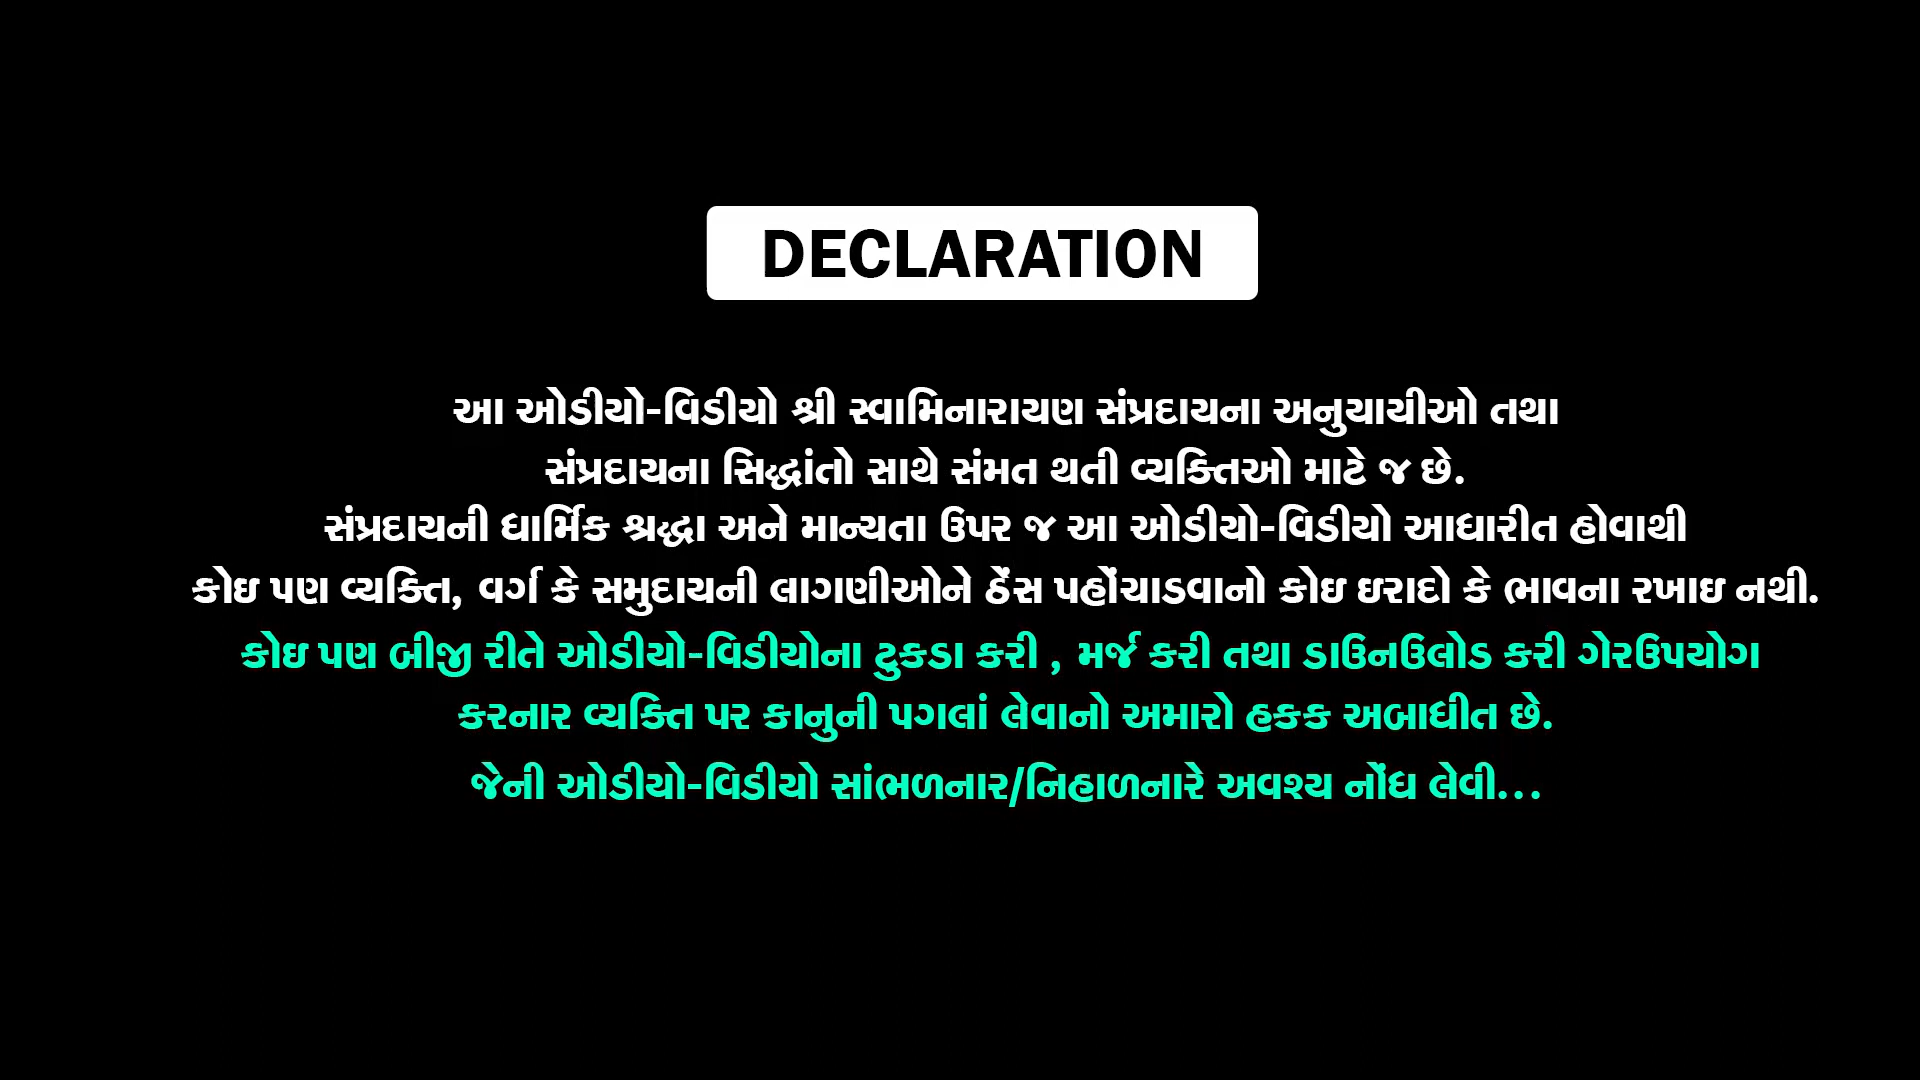 DECLARATION
આ ઓડીયો-વિડીયો શ્રી સ્વામિનારાયણ સંપ્રદાયના અનુયાયીઓ તથા
સંપ્રદાયના સિદ્ધાંતો સાથે સંમત થતી વ્યક્તિઓ માટે જ છે.
સંપ્રદાયની ધાર્મિક શ્રદ્ધા અને માન્યતા ઉપર જ આ ઓડીયો-વિડીયો આધારીત હોવાથી
કોઇ પણ વ્યક્તિ, વર્ગ કે સમુદાયની લાગણીઓને ઠેંસ પહોંચાડવાનો કોઇ ઇરાદો કે ભાવના રખાઇ નથી.
કોઇ પણ બીજી રીતે ઓડીયો-વિડીયોના ટુકડા કરી , મર્જ કરી તથા ડાઉનઉલોડ કરી ગેરઉપયોગ
કરનાર વ્યક્તિ પર કાનુની પગલાં લેવાનો અમારો હકક અબાધીત છે.
જેની ઓડીયો-વિડીયો સાંભળનાર/નિહાળનારે અવશ્ય નોંધ લેવી...